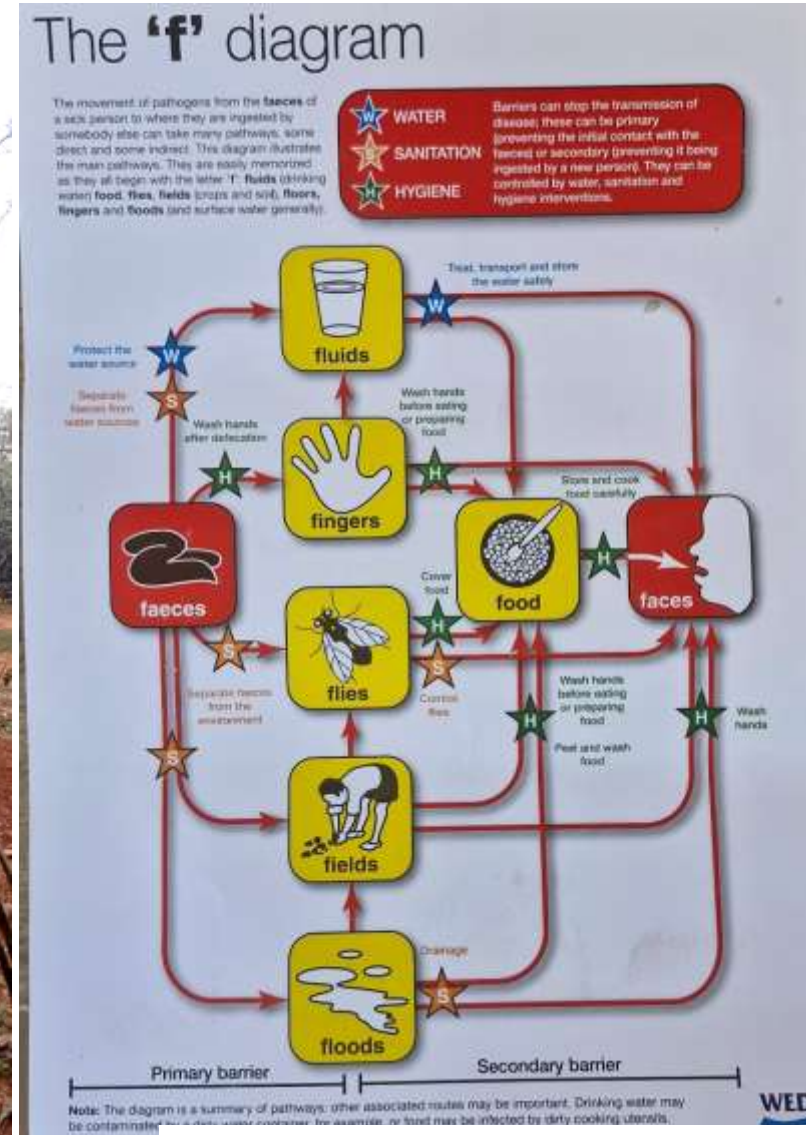 The ‘f’ diagram
The movement of pathogens from the faeces of
a sick person to where they are ingested by
somebody else can take many pathways, some
direct and some indirect. This diagram illustrates
the main pathways. They are easily memorized
as they all begin with the letter ‘f’: fluids (drinking
water) food, flies, fields (crops and soil), floors,
fingers and floods (and surface water generally).
W WATER
S SANITATION
H HYGIENE
Barriers can stop the transmission of
disease; these can be primary
(preventing the initial contact with the
faeces) or secondary (preventing it being
ingested by a new person). They can be
controlled by water, sanitation and
hygiene interventions.
fluids
W
Treat, transport and store
the water safely
Protect the
water source
W
Separate
faeces from
water sources
S
Wash hands
after defecation
H
fingers
Wash hands
before eating
or preparing
food
H
Store and cook
food carefully
H
faeces
food
faces
Cover
food
H
S
flies
S
Control
flies
Separate faeces
from the
environment
Wash hands
before eating
or preparing
food
H
Peel and wash
food
H
Wash
hands
S
fields
Drainage
S
floods
Primary barrier
Secondary barrier
Note: The diagram is a summary of pathways: other associated routes may be important. Drinking water may
be contaminated by a dirty water container, for example, or food may be infected by dirty cooking utensils.
WED